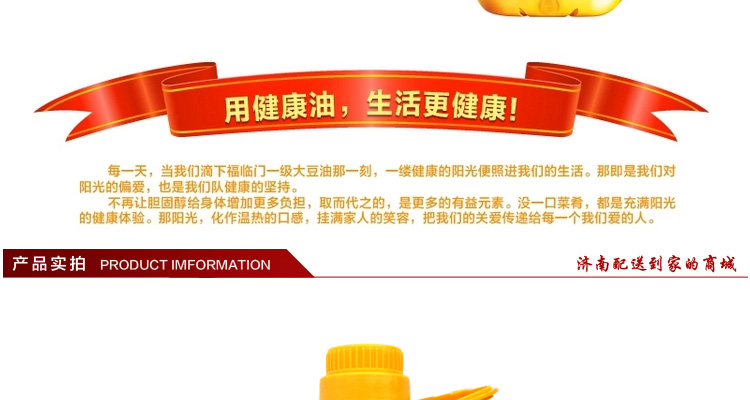 用健康油，生活更健康!
每一天，当我们滴下福临门一级大豆油那一刻，一缕健康的阳光便照进我们的生活。那即是我们对
阳光的偏爱，也是我们队健康的坚持。
不再让胆固醇给身体增加更多负担，取而代之的，是更多的有益元素。没一口菜肴，都是充满阳光
的健康体验。那阳光，化作温热的口感，挂满家人的笑容，把我们的关爱传递给每一个我们爱的人。
产品实拍 PRODUCT IMFORMATION
济南配送到家的商城